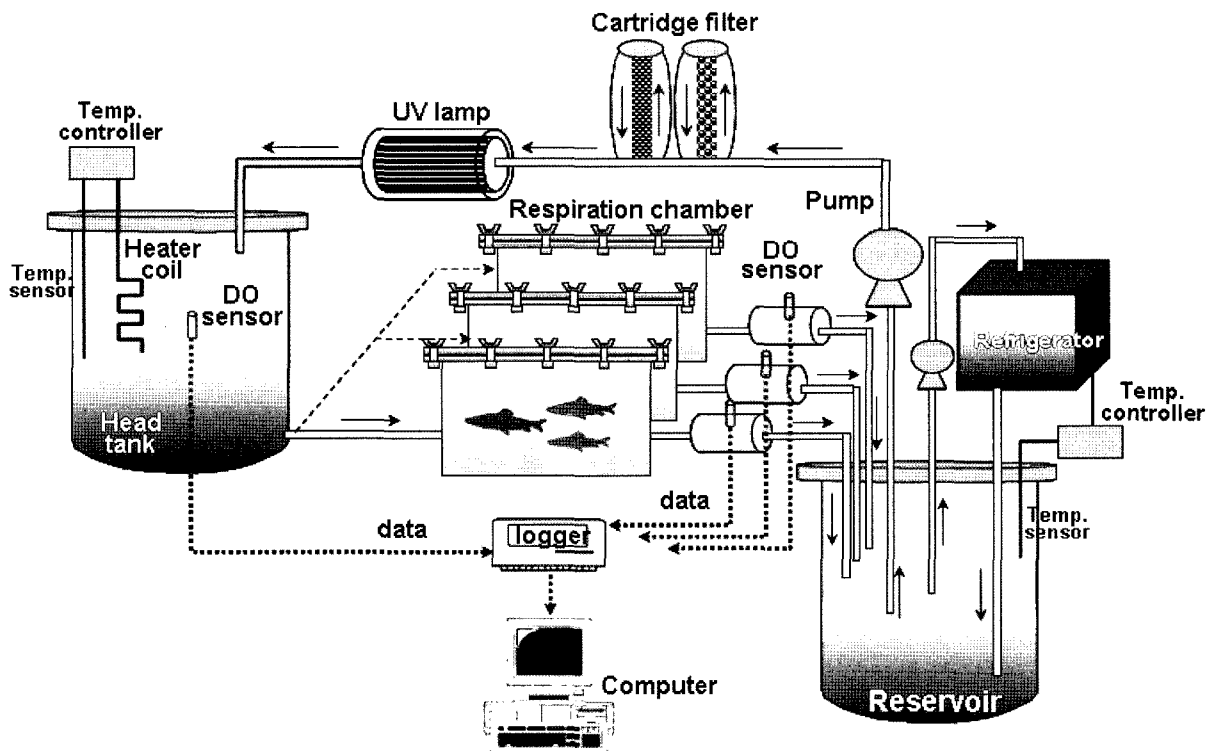 Cartridge filter
Temp.
controller
UV lamp
Pump
Respiration chamber
Heater
coil
Temp.
sensor
DO
sensor
DO
sensor
Refrigerator
Temp.
controller
Head
tank
data
data
logger
Temp.
sensor
Computer
Reservoir